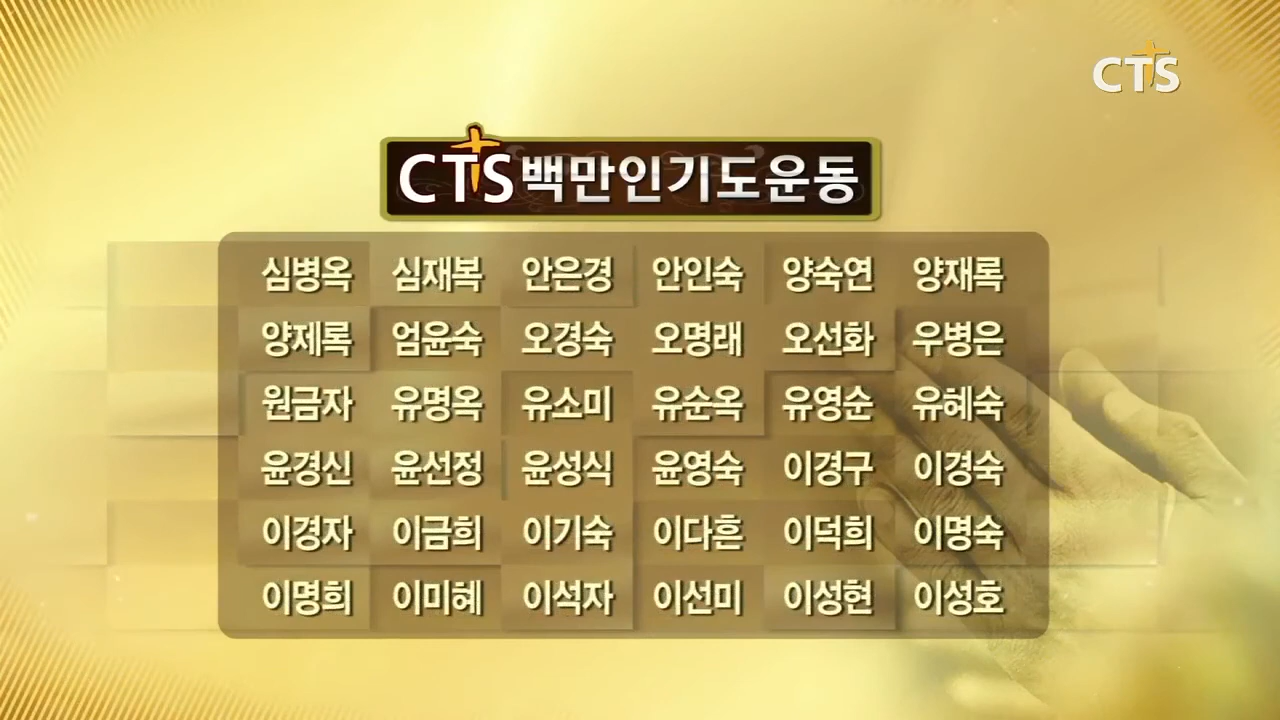 CTS
CTS백만인기도운동
심병옥 심재복 안은경 안인숙 양숙연 양재록
양제록 엄윤숙 오경숙 오명래 오선화 우병은
원금자 유명옥 유소미 유순옥 유영순 유혜숙
윤경신 윤선정 윤성식 윤영숙 이경구 이경숙
이경자 이금희 이기숙 이다흔 이덕희 이명숙
이명희 이미혜 이석자 이선미 이성현 이성호